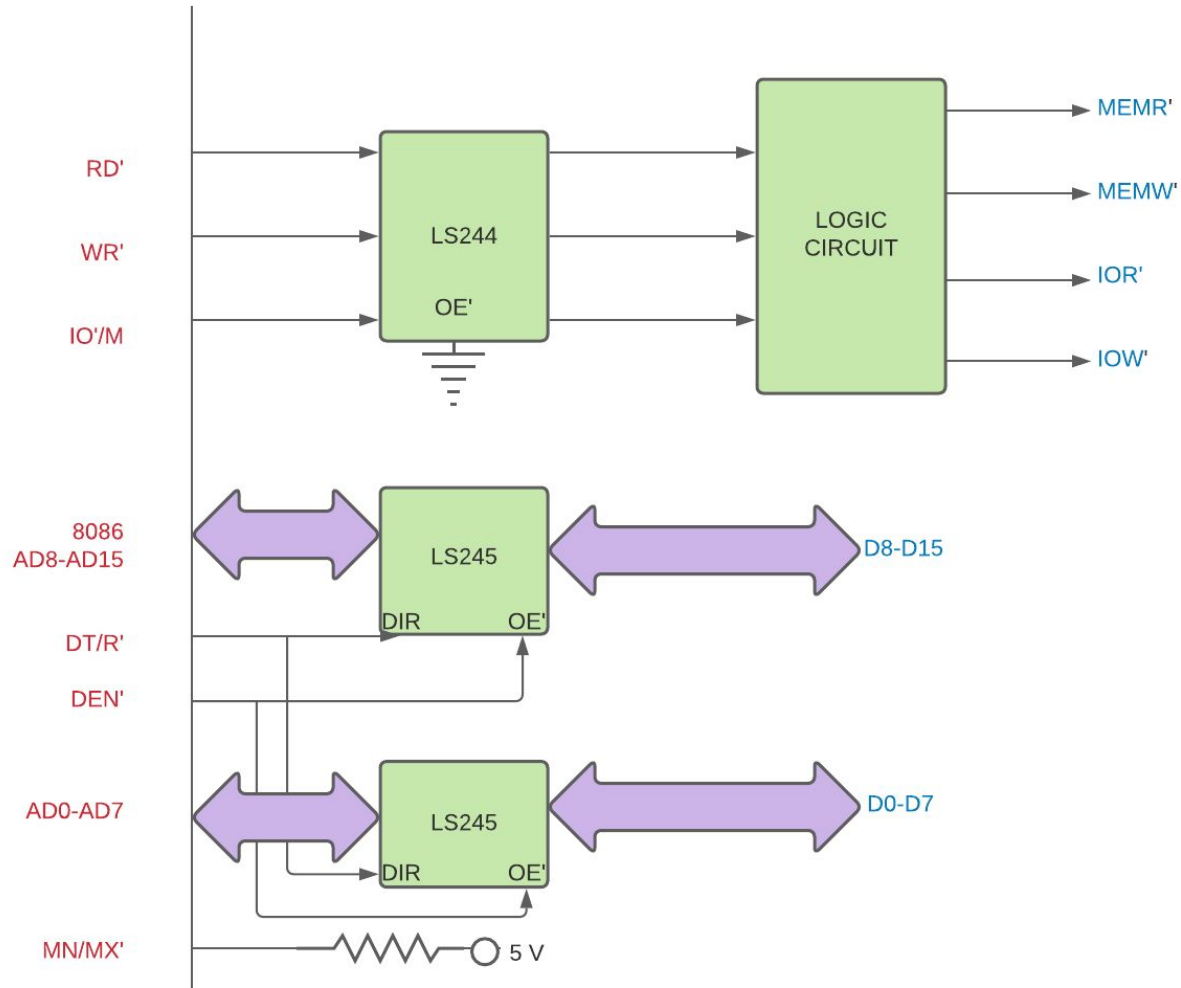 MEMR'
RD'
MEMW'
LOGIC
CIRCUIT
WR'
LS244
IOR'
OE'
IO'/M
IOW'
8086
AD8-AD15
LS245
D8-D15
DIR
OE'
DT/R'
DEN'
AD0-AD7
LS245
D0-D7
DIR
OE'
MN/MX'
5 V